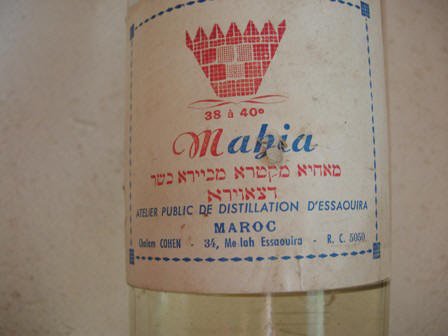 38 à 40°
Mahia
מאחיא מקטרא מכיירא כשר
דצאוירא
ATELIER PUBLIC DE DISTILLATION D'ESSAOUIRA
MAROC
Chalom COHEN - 34, Mellah Essaouira - R. C. 5050